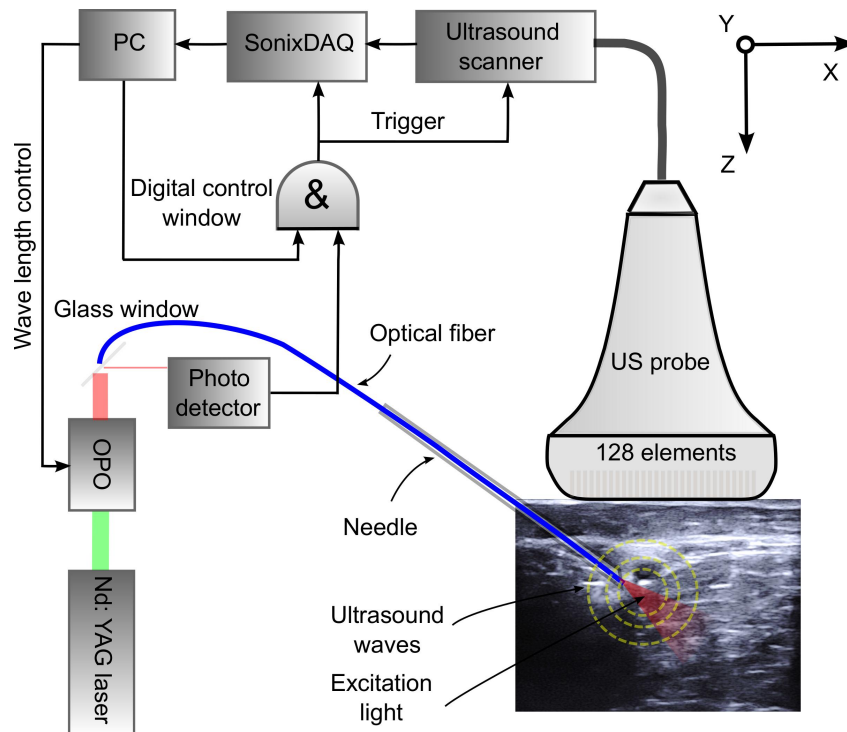 PC
SonixDAQ
Ultrasound
scanner
Y
X
Z
Trigger
Digital control
window
&
Wave length control
Glass window
Optical fiber
Photo
detector
US probe
OPO
128 elements
Needle
Nd: YAG laser
Ultrasound
waves
Excitation
light